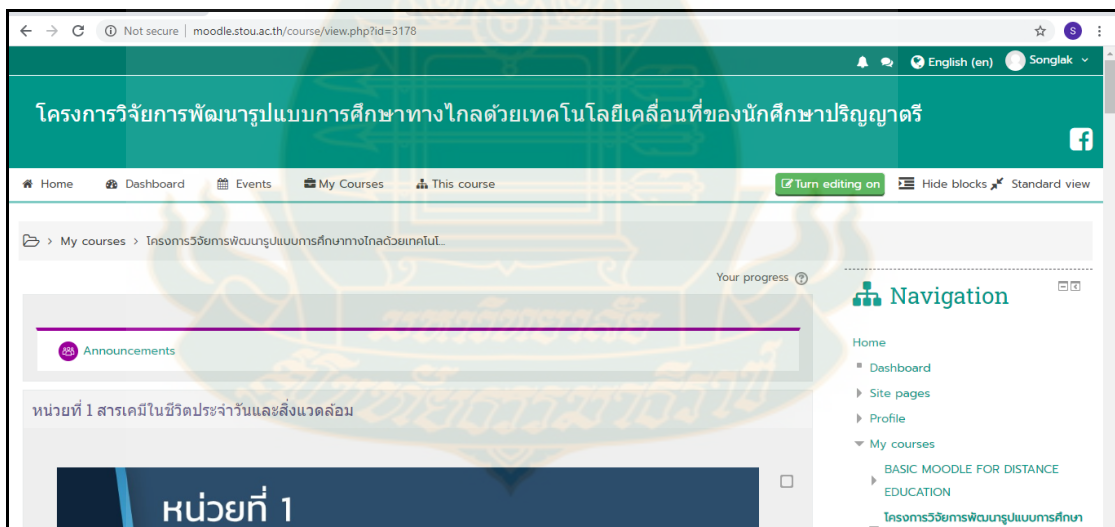 Not secure | moodle.stou.ac.th/course/view.php?id=3178
S
English (en) Songlak
โครงการวิจัยการพัฒนารูปแบบการศึกษาทางไกลด้วยเทคโนโลยีเคลื่อนที่ของนักศึกษาปริญญาตรี
Home Dashboard Events My Courses This course Turn editing on Hide blocks Standard view
> My courses > โครงการวิจัยการพัฒนารูปแบบการศึกษาทางไกลด้วยเทคโนโ...
Your progress
Navigation
Announcements
หน่วยที่ 1 สารเคมีในชีวิตประจำวันและสิ่งแวดล้อม
หน่วยที่ 1
Home
Dashboard
Site pages
Profile
My courses
BASIC MOODLE FOR DISTANCE
EDUCATION
โครงการวิจัยการพัฒนารูปแบบการศึกษา